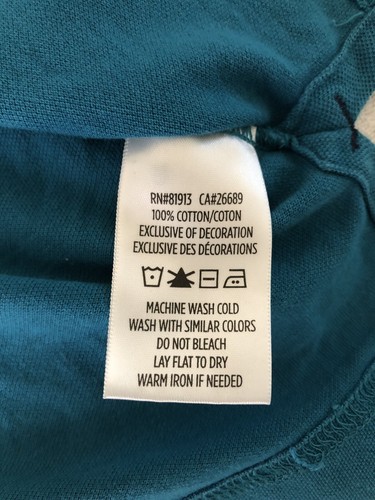 RN#81913 CA#26689
100% COTTON/COTON
EXCLUSIVE OF DECORATION
EXCLUSIVE DES DÉCORATIONS
MACHINE WASH COLD
WASH WITH SIMILAR COLORS
DO NOT BLEACH
LAY FLAT TO DRY
WARM IRON IF NEEDED